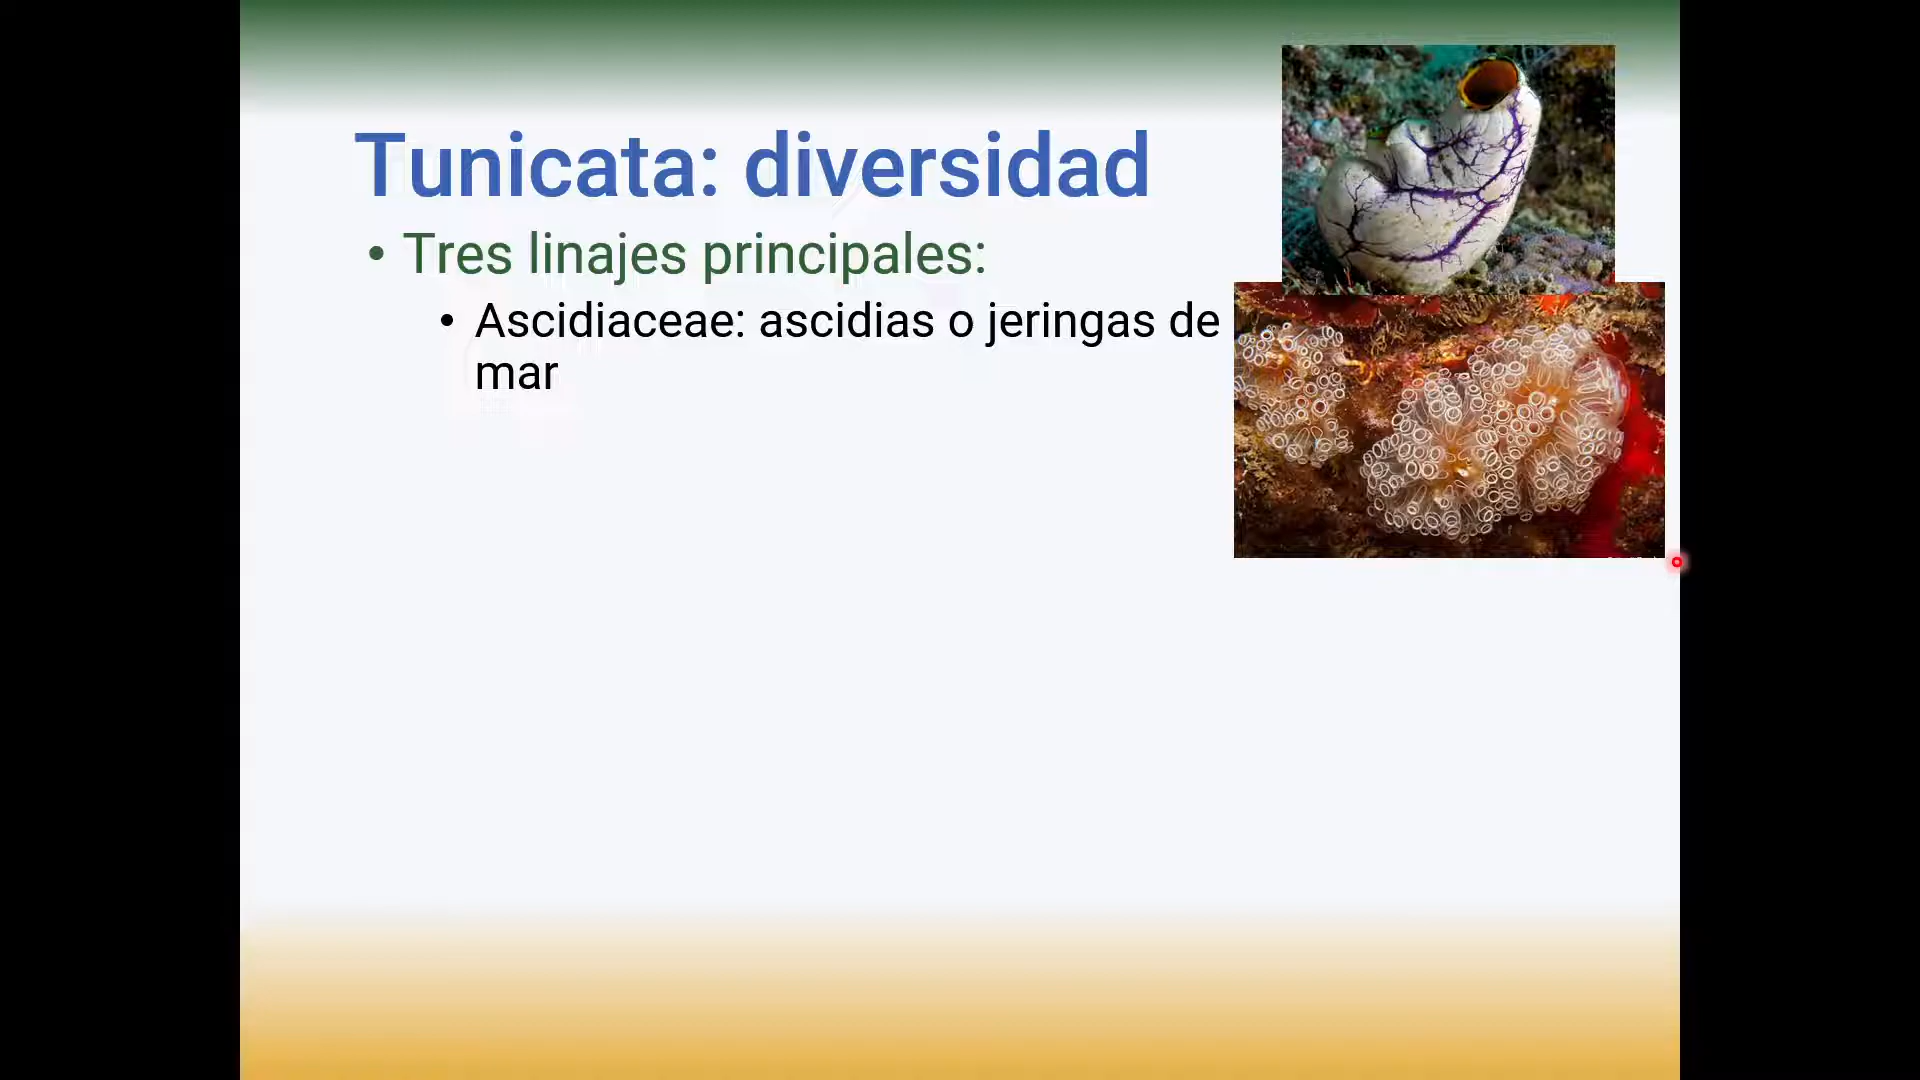 Tunicata: diversidad
• Tres linajes principales:
• Ascidiaceae: ascidias o jeringas de
mar